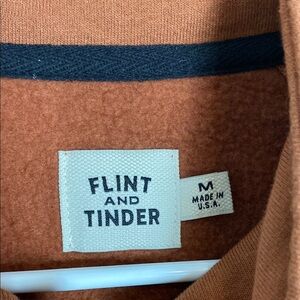 FLINT
AND
TINDER
M
MADE IN
U.S.A.